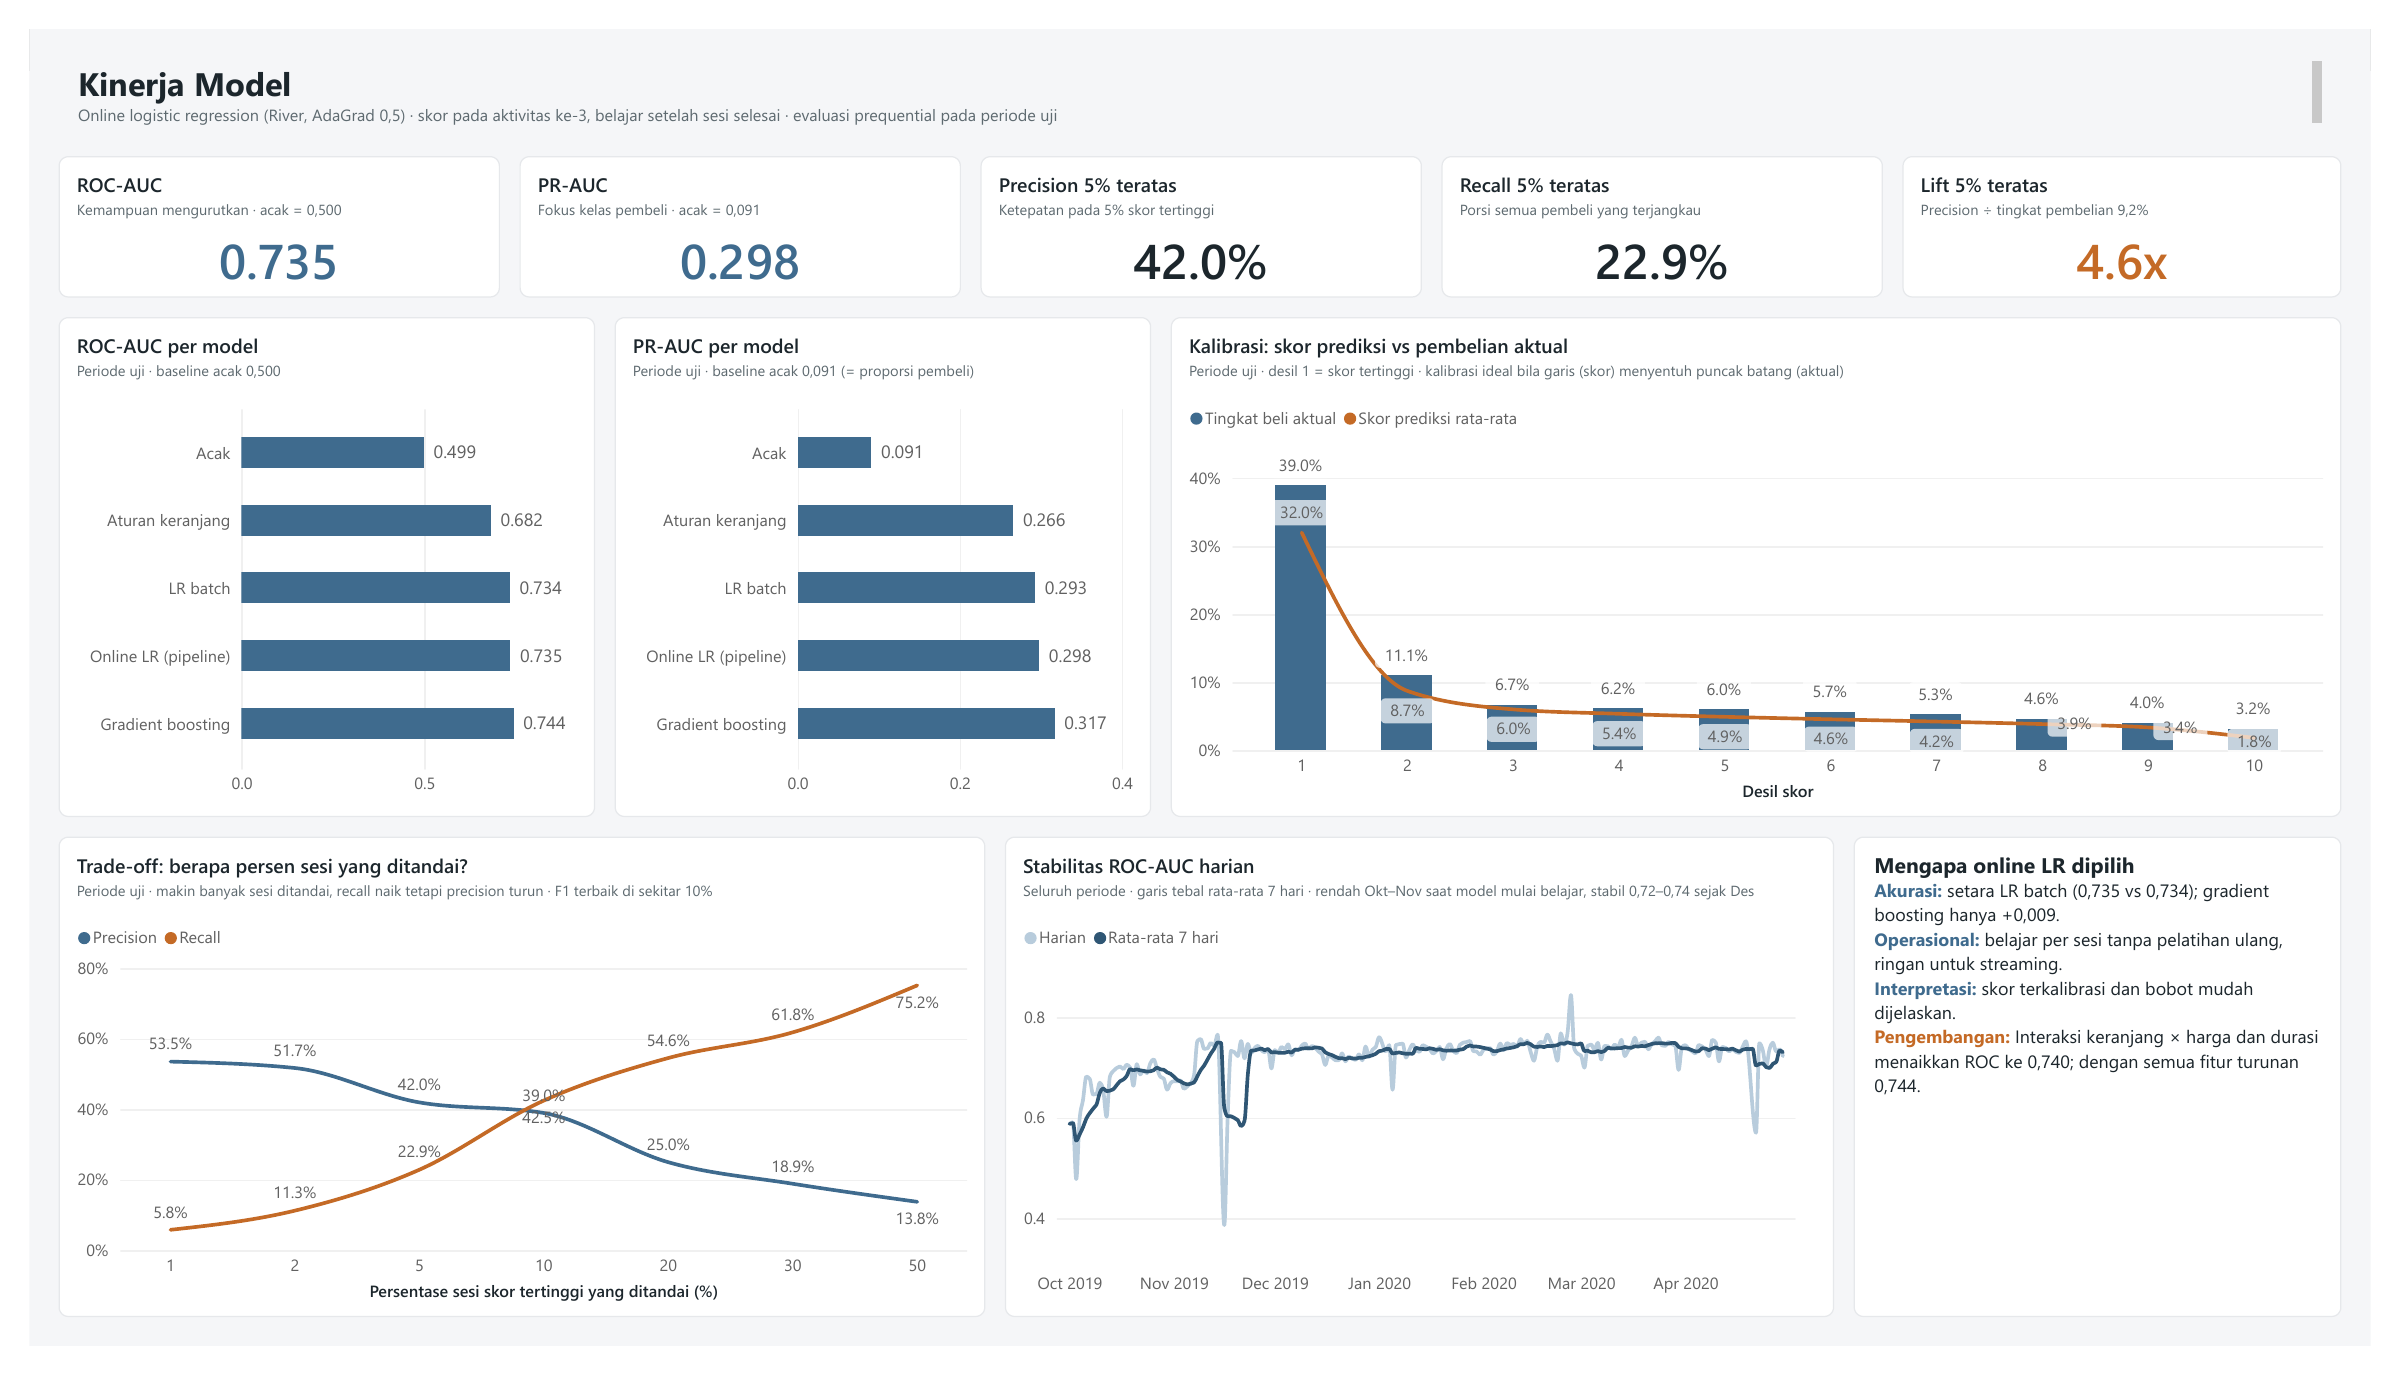 Kinerja Model
Online logistic regression (River, AdaGrad 0,5) · skor pada aktivitas ke-3, belajar setelah sesi selesai · evaluasi prequential pada periode uji
ROC-AUC
Kemampuan mengurutkan · acak = 0,500
0.735
PR-AUC
Fokus kelas pembeli · acak = 0,091
0.298
Precision 5% teratas
Ketepatan pada 5% skor tertinggi
42.0%
Recall 5% teratas
Porsi semua pembeli yang terjangkau
22.9%
Lift 5% teratas
Precision ÷ tingkat pembelian 9,2%
4.6x
ROC-AUC per model
Periode uji · baseline acak 0,500
Acak 0.499
Aturan keranjang 0.682
LR batch 0.734
Online LR (pipeline) 0.735
Gradient boosting 0.744
0.0 0.5
PR-AUC per model
Periode uji · baseline acak 0,091 (= proporsi pembeli)
Acak 0.091
Aturan keranjang 0.266
LR batch 0.293
Online LR (pipeline) 0.298
Gradient boosting 0.317
0.0 0.2 0.4
Kalibrasi: skor prediksi vs pembelian aktual
Periode uji · desil 1 = skor tertinggi · kalibrasi ideal bila garis (skor) menyentuh puncak batang (aktual)
Tingkat beli aktual Skor prediksi rata-rata
40%
30%
20%
10%
0%
39.0% 11.1% 6.7% 6.2% 6.0% 5.7% 5.3% 4.6% 4.0% 3.2%
32.0% 8.7% 6.0% 5.4% 4.9% 4.6% 4.2% 3.9% 3.4% 1.8%
1 2 3 4 5 6 7 8 9 10
Desil skor
Trade-off: berapa persen sesi yang ditandai?
Periode uji · makin banyak sesi ditandai, recall naik tetapi precision turun · F1 terbaik di sekitar 10%
Precision Recall
80%
60%
40%
20%
0%
53.5% 51.7% 42.0% 39.0% 25.0% 18.9% 13.8%
5.8% 11.3% 22.9% 42.5% 54.6% 61.8% 75.2%
1 2 5 10 20 30 50
Persentase sesi skor tertinggi yang ditandai (%)
Stabilitas ROC-AUC harian
Seluruh periode · garis tebal rata-rata 7 hari · rendah Okt–Nov saat model mulai belajar, stabil 0,72–0,74 sejak Des
Harian Rata-rata 7 hari
0.8
0.6
0.4
Oct 2019 Nov 2019 Dec 2019 Jan 2020 Feb 2020 Mar 2020 Apr 2020
Mengapa online LR dipilih
Akurasi: setara LR batch (0,735 vs 0,734); gradient
boosting hanya +0,009.
Operasional: belajar per sesi tanpa pelatihan ulang,
ringan untuk streaming.
Interpretasi: skor terkalibrasi dan bobot mudah
dijelaskan.
Pengembangan: Interaksi keranjang × harga dan durasi
menaikkan ROC ke 0,740; dengan semua fitur turunan
0,744.